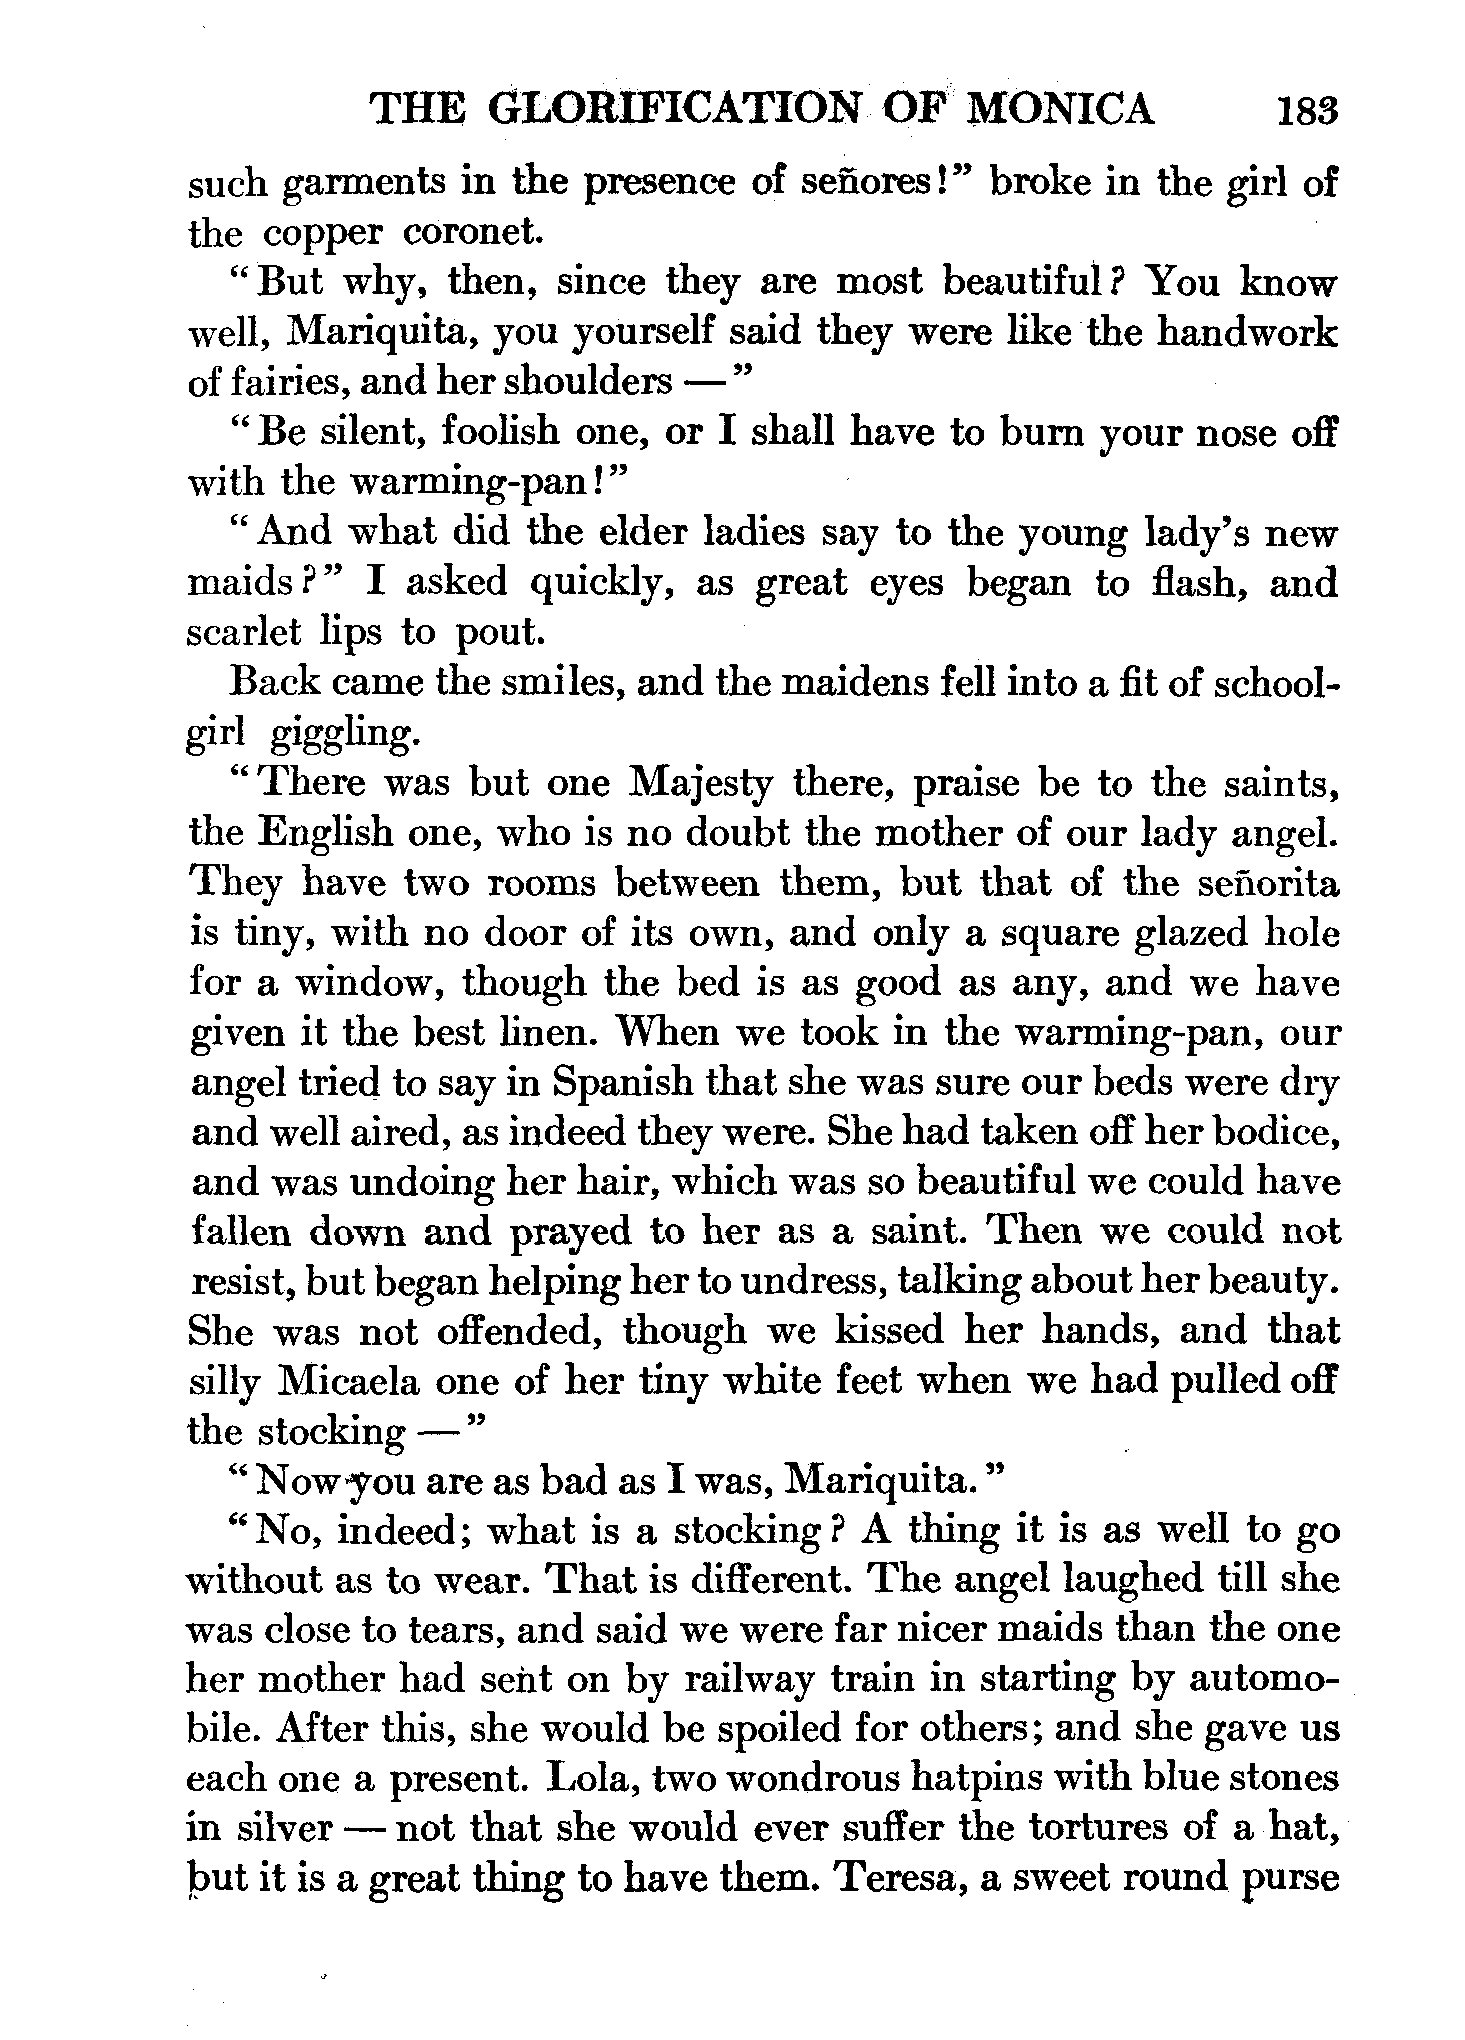 THE GLORIFICATION OF MONICA 183
such garments in the presence of señores!” broke in the girl of
the copper coronet.
“But why, then, since they are most beautiful? You know
well, Mariquita, you yourself said they were like the handwork
of fairies, and her shoulders —”
“Be silent, foolish one, or I shall have to burn your nose off
with the warming-pan!”
“And what did the elder ladies say to the young lady’s new
maids?” I asked quickly, as great eyes began to flash, and
scarlet lips to pout.
Back came the smiles, and the maidens fell into a fit of school-
girl giggling.
“There was but one Majesty there, praise be to the saints,
the English one, who is no doubt the mother of our lady angel.
They have two rooms between them, but that of the señorita
is tiny, with no door of its own, and only a square glazed hole
for a window, though the bed is as good as any, and we have
given it the best linen. When we took in the warming-pan, our
angel tried to say in Spanish that she was sure our beds were dry
and well aired, as indeed they were. She had taken off her bodice,
and was undoing her hair, which was so beautiful we could have
fallen down and prayed to her as a saint. Then we could not
resist, but began helping her to undress, talking about her beauty.
She was not offended, though we kissed her hands, and that
silly Micaela one of her tiny white feet when we had pulled off
the stocking —”
“Now you are as bad as I was, Mariquita.”
“No, indeed; what is a stocking? A thing it is as well to go
without as to wear. That is different. The angel laughed till she
was close to tears, and said we were far nicer maids than the one
her mother had sent on by railway train in starting by automo-
bile. After this, she would be spoiled for others; and she gave us
each one a present. Lola, two wondrous hatpins with blue stones
in silver — not that she would ever suffer the tortures of a hat,
but it is a great thing to have them. Teresa, a sweet round purse